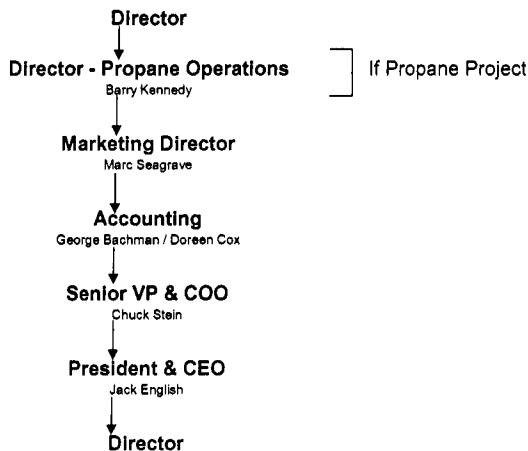 Director
Director - Propane Operations
If Propane Project
Barry Kennedy
Marketing Director
Marc Seagrave
Accounting
George Bachman / Doreen Cox
Senior VP & COO
Chuck Stein
President & CEO
Jack English
Director